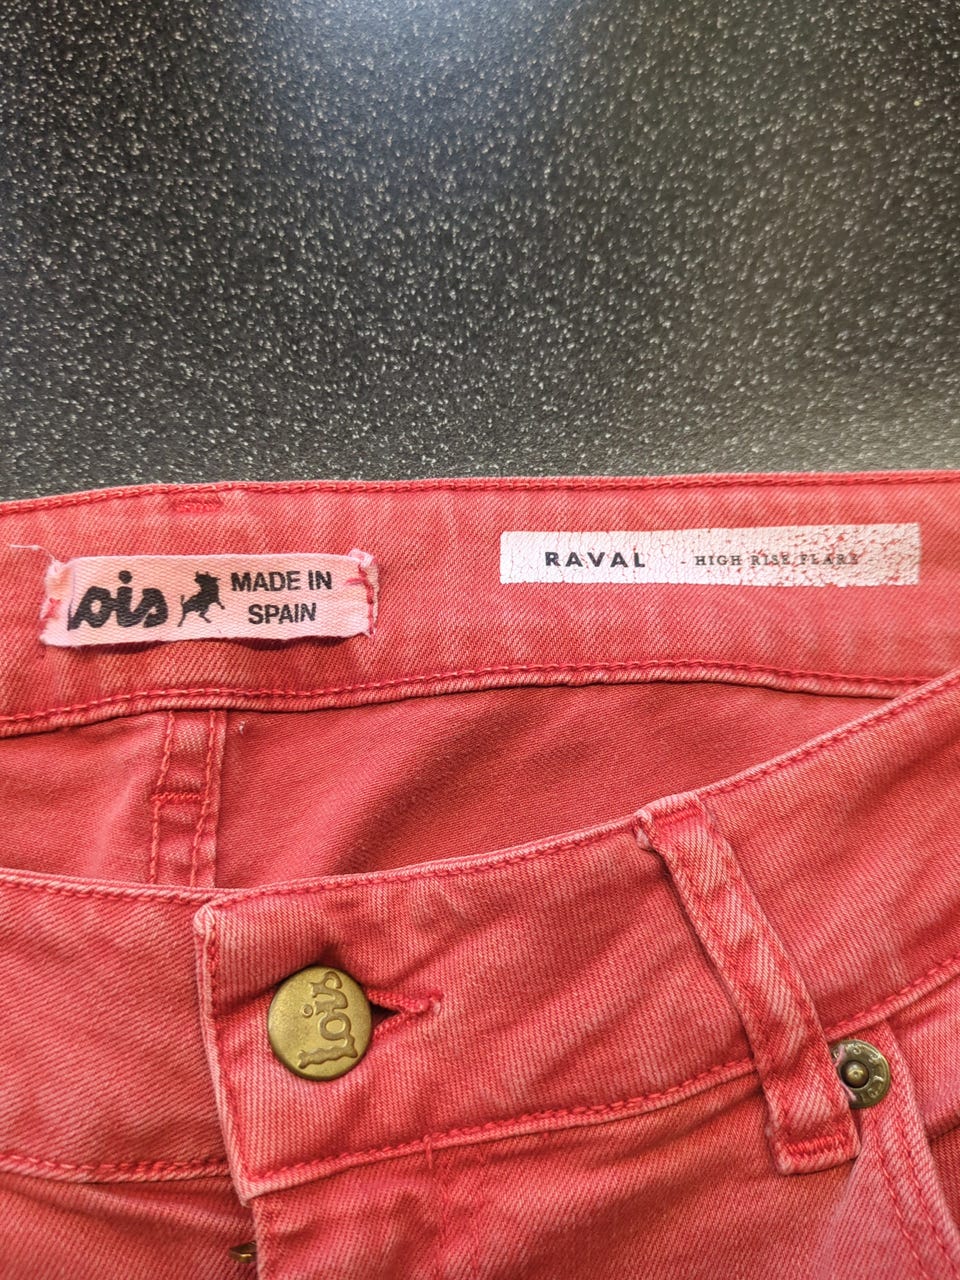 Lois MADE IN
SPAIN
RAVAL - HIGH RISE FLARE -
Lois